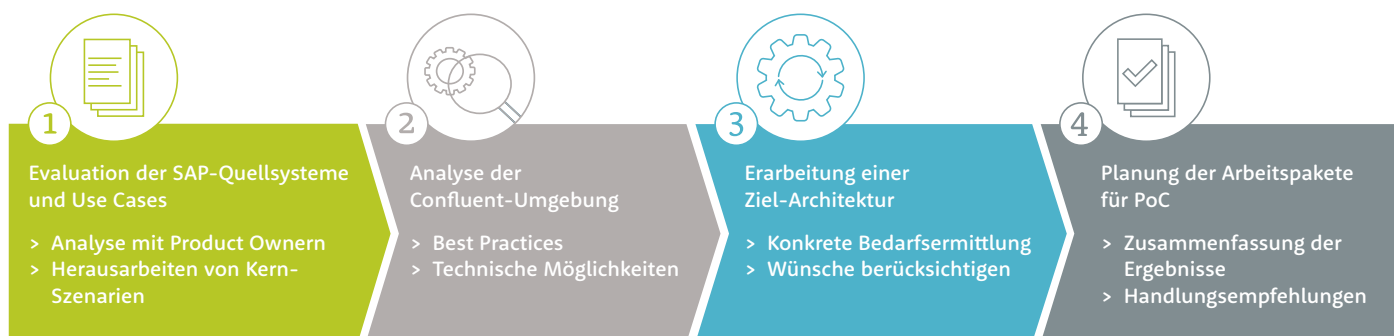 1
Evaluation der SAP-Quellsysteme
und Use Cases
> Analyse mit Product Ownern
> Herausarbeiten von Kern-
Szenarien
2
Analyse der
Confluent-Umgebung
> Best Practices
> Technische Möglichkeiten
3
Erarbeitung einer
Ziel-Architektur
> Konkrete Bedarfsermittlung
> Wünsche berücksichtigen
4
Planung der Arbeitspakete
für PoC
> Zusammenfassung der
Ergebnisse
> Handlungsempfehlungen